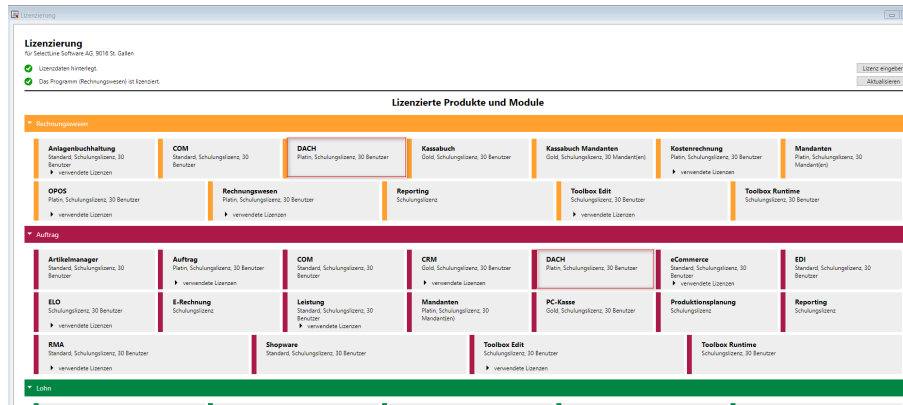 Lizenzierung
Lizenzierung
für SelectLine Software AG, 9016 St. Gallen
Lizenzdaten hinterlegt.
Lizenz eingeben
Das Programm (Rechnungswesen) ist lizenziert.
Aktualisieren
Lizenzierte Produkte und Module
Rechnungswesen
Anlagenbuchhaltung
Standard, Schulungslizenz, 30
Benutzer
verwendete Lizenzen
COM
Standard, Schulungslizenz, 30
Benutzer
DACH
Platin, Schulungslizenz, 30 Benutzer
Kassabuch
Gold, Schulungslizenz, 30 Benutzer
Kassabuch Mandanten
Gold, Schulungslizenz, 30 Mandant(en)
Kostenrechnung
Platin, Schulungslizenz, 30 Benutzer
verwendete Lizenzen
Mandanten
Platin, Schulungslizenz, 30
Mandant(en)
OPOS
Platin, Schulungslizenz, 30 Benutzer
verwendete Lizenzen
Rechnungswesen
Platin, Schulungslizenz, 30 Benutzer
verwendete Lizenzen
Reporting
Schulungslizenz
Toolbox Edit
Schulungslizenz, 30 Benutzer
verwendete Lizenzen
Toolbox Runtime
Schulungslizenz, 30 Benutzer
Auftrag
Artikelmanager
Standard, Schulungslizenz, 30
Benutzer
Auftrag
Platin, Schulungslizenz, 30 Benutzer
verwendete Lizenzen
COM
Standard, Schulungslizenz, 30
Benutzer
CRM
Gold, Schulungslizenz, 30 Benutzer
verwendete Lizenzen
DACH
Platin, Schulungslizenz, 30 Benutzer
eCommerce
Standard, Schulungslizenz, 30
Benutzer
verwendete Lizenzen
EDI
Standard, Schulungslizenz, 30
Benutzer
ELO
Schulungslizenz, 30 Benutzer
verwendete Lizenzen
E-Rechnung
Schulungslizenz
Leistung
Standard, Schulungslizenz, 30
Benutzer
verwendete Lizenzen
Mandanten
Platin, Schulungslizenz, 30
Mandant(en)
PC-Kasse
Gold, Schulungslizenz, 30 Benutzer
Produktionsplanung
Schulungslizenz
Reporting
Schulungslizenz
RMA
Standard, Schulungslizenz, 30 Benutzer
verwendete Lizenzen
Shopware
Standard, Schulungslizenz, 30 Benutzer
Toolbox Edit
Schulungslizenz, 30 Benutzer
verwendete Lizenzen
Toolbox Runtime
Schulungslizenz, 30 Benutzer
Lohn